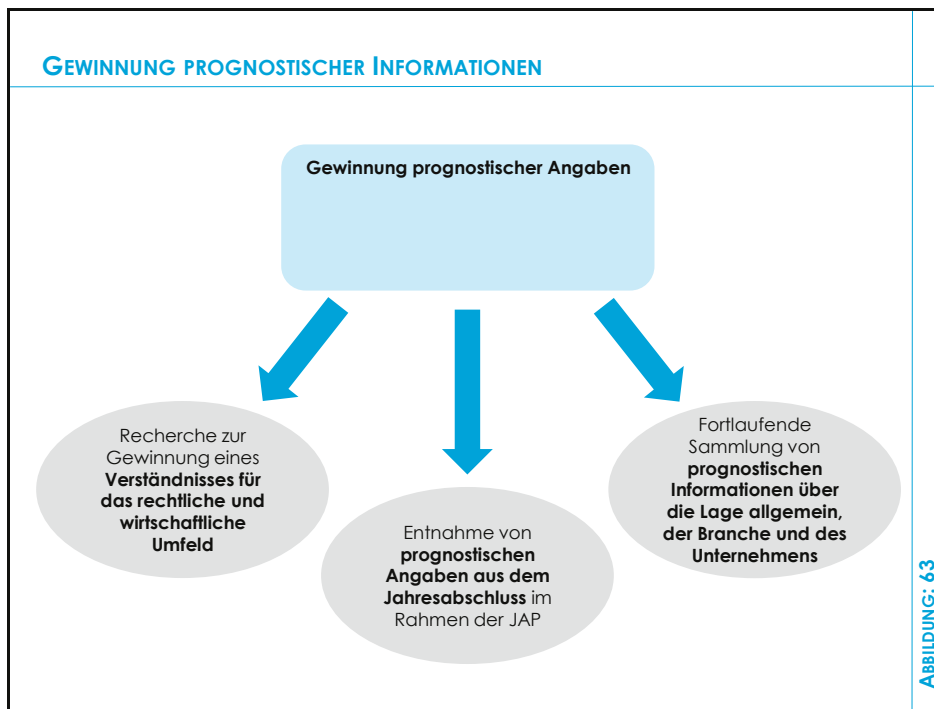 GEWINNUNG PROGNOSTISCHER INFORMATIONEN
Gewinnung prognostischer Angaben
Recherche zur
Gewinnung eines
Verständnisses für
das rechtliche und
wirtschaftliche
Umfeld
Entnahme von
prognostischen
Angaben aus dem
Jahresabschluss im
Rahmen der JAP
Fortlaufende
Sammlung von
prognostischen
Informationen über
die Lage allgemein,
der Branche und des
Unternehmens
ABBILDUNG: 63